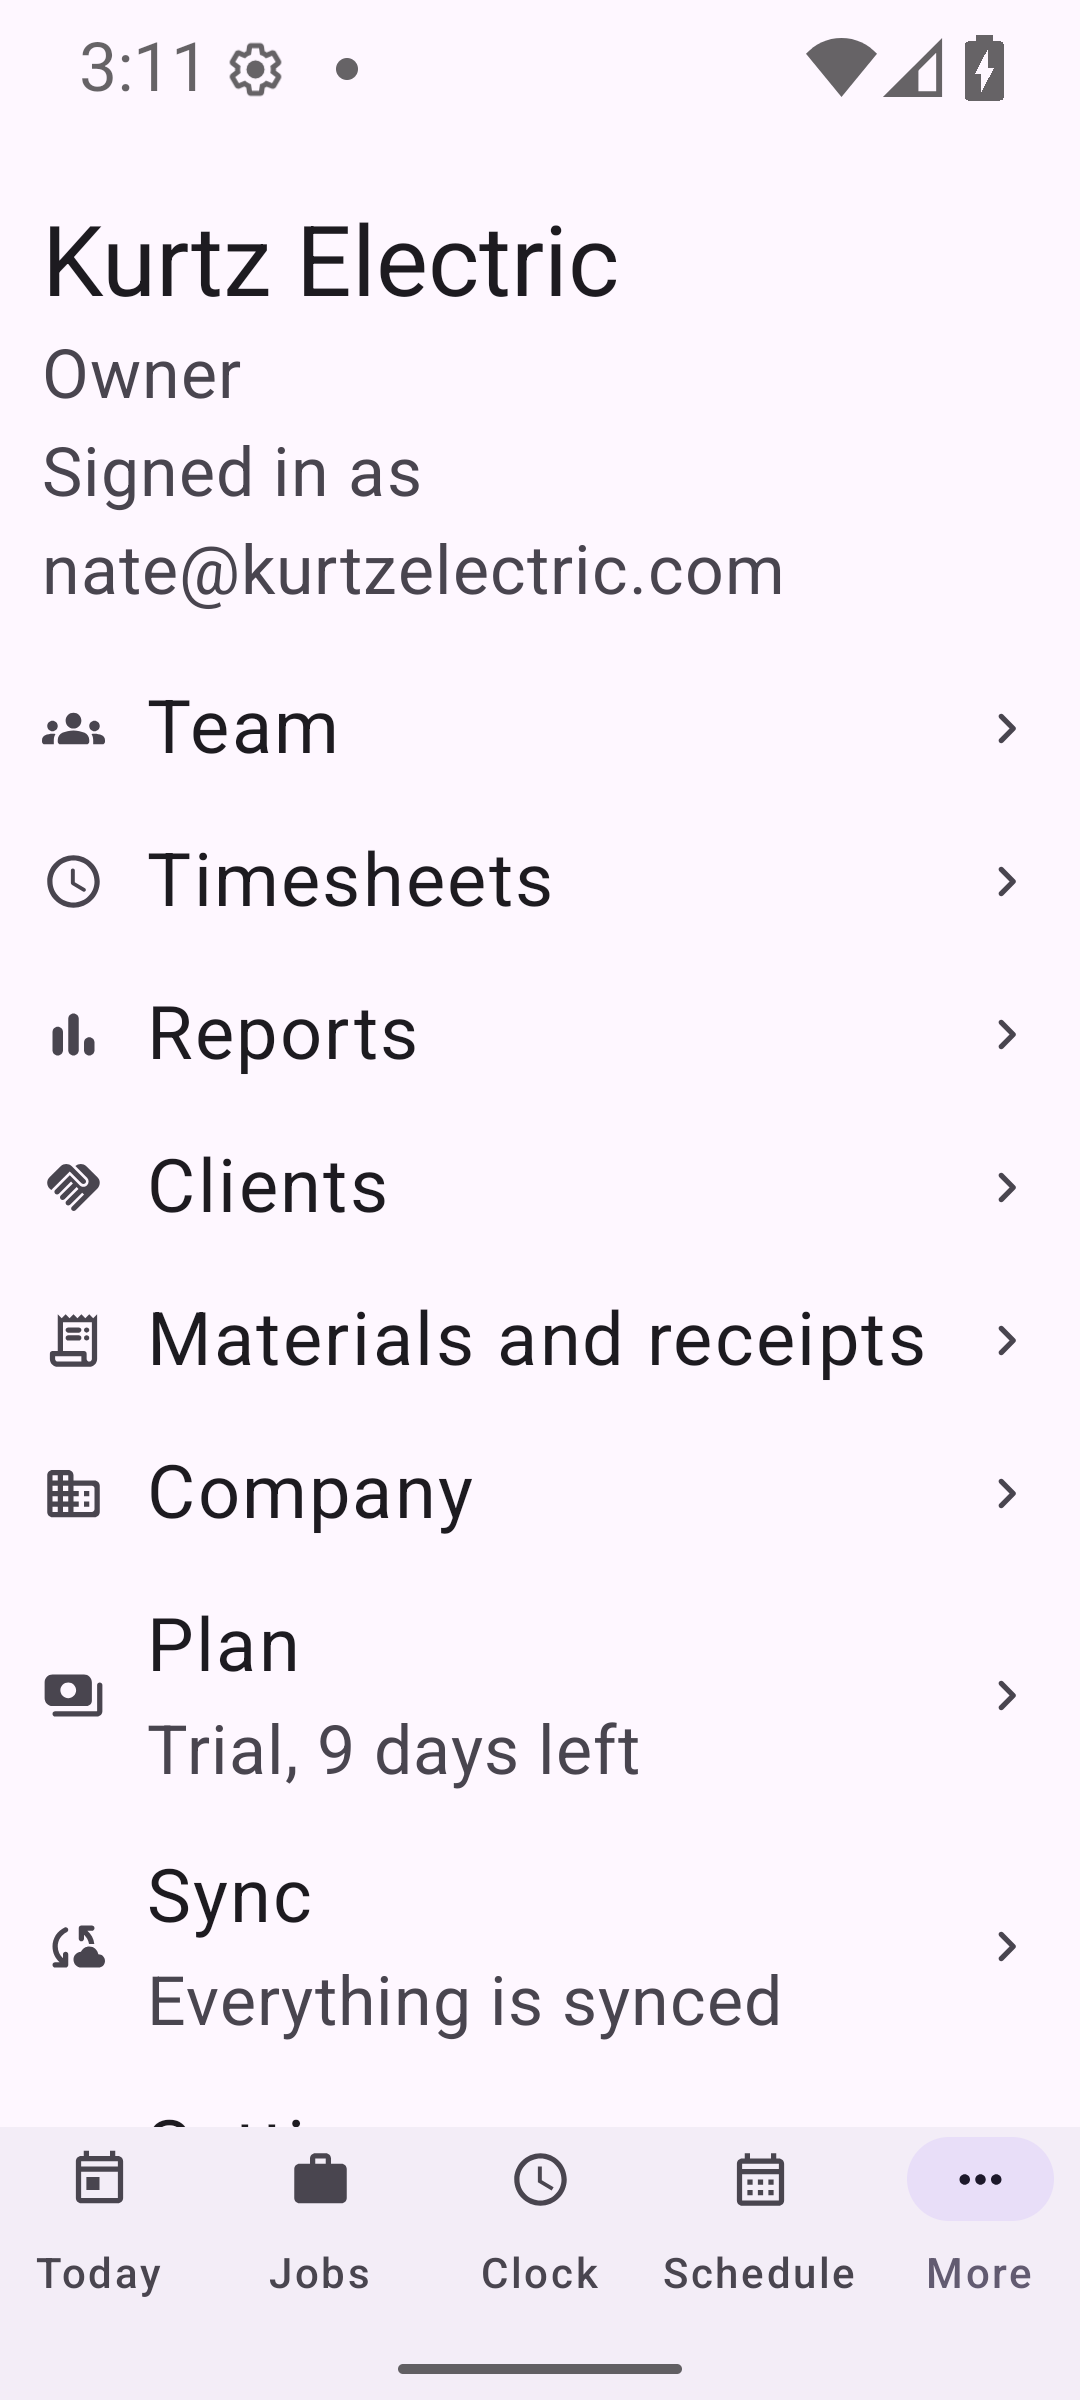 3:11
Kurtz Electric
Owner
Signed in as
nate@kurtzelectric.com
Team
Timesheets
Reports
Clients
Materials and receipts
Company
Plan
Trial, 9 days left
Sync
Everything is synced
Today
Jobs
Clock
Schedule
More